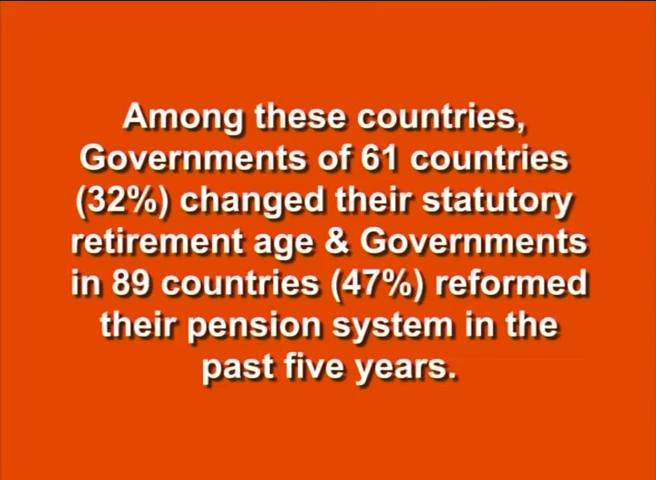 Among these countries,
Governments of 61 countries
(32%) changed their statutory
retirement age & Governments
in 89 countries (47%) reformed
their pension system in the
past five years.